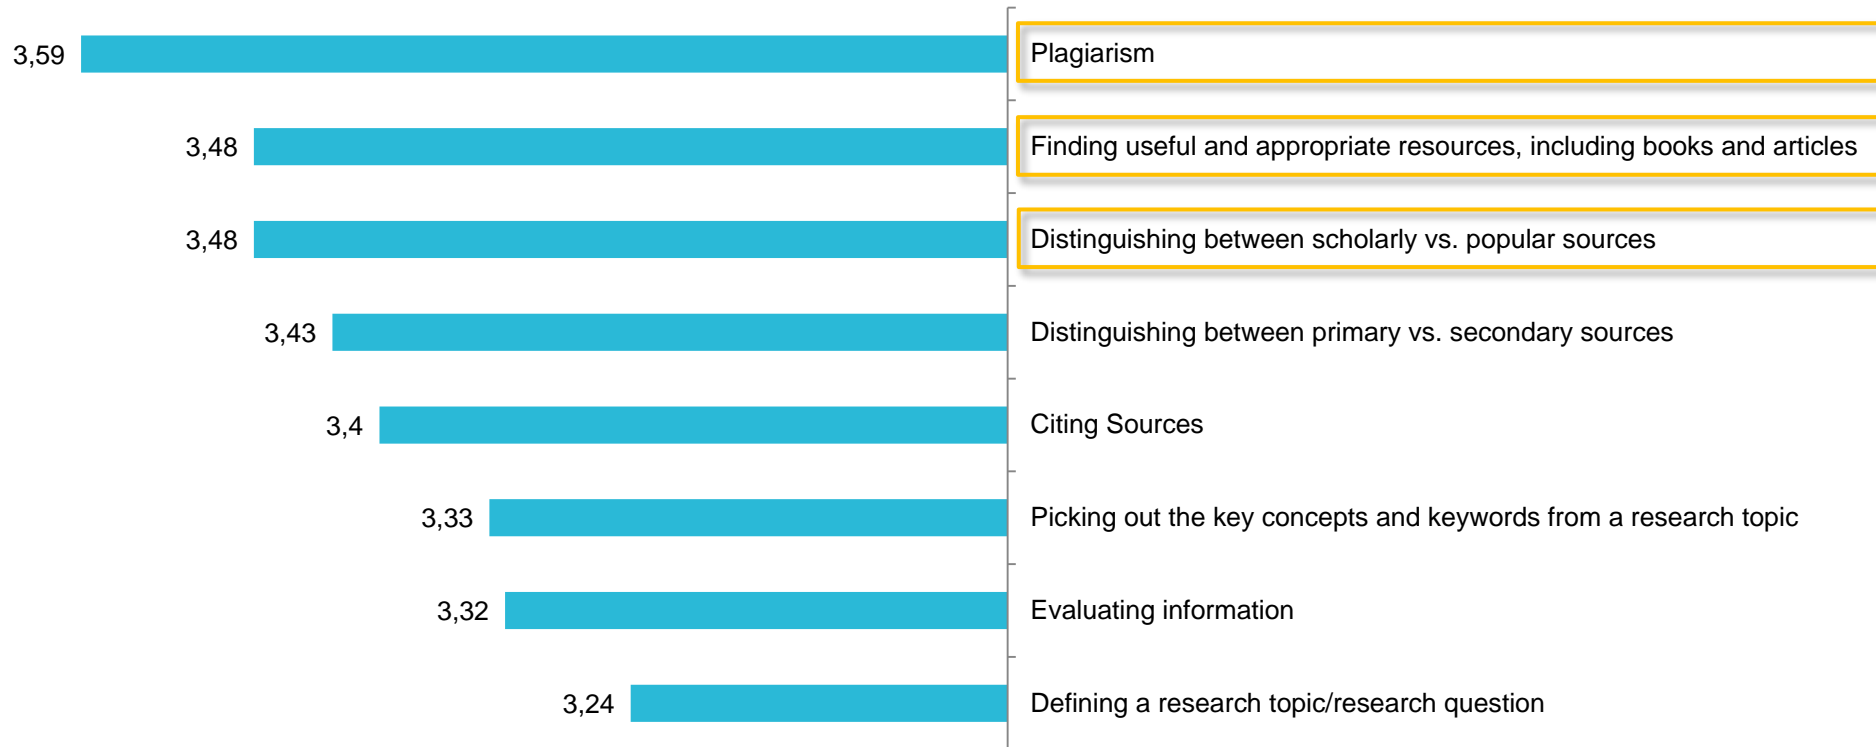 3,59 Plagiarism
3,48 Finding useful and appropriate resources, including books and articles
3,48 Distinguishing between scholarly vs. popular sources
3,43 Distinguishing between primary vs. secondary sources
3,4 Citing Sources
3,33 Picking out the key concepts and keywords from a research topic
3,32 Evaluating information
3,24 Defining a research topic/research question